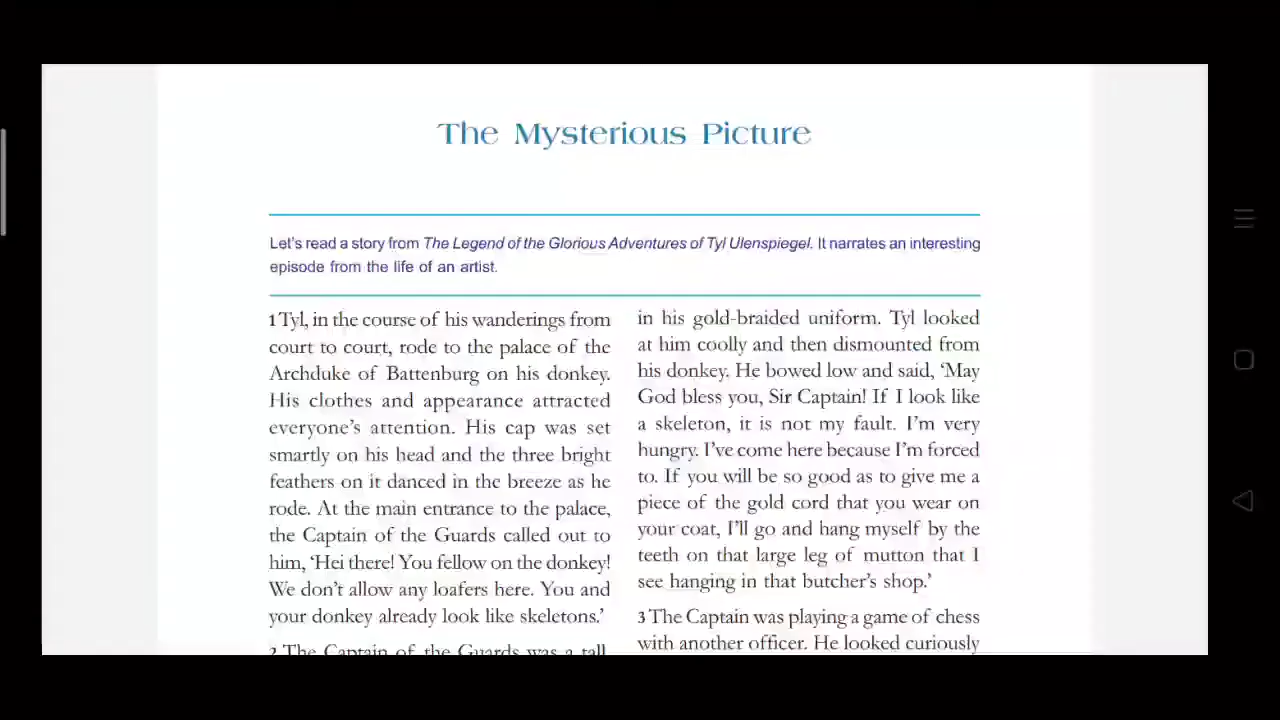 The Mysterious Picture
Let's read a story from The Legend of the Glorious Adventures of Tyl Ulenspiegel. It narrates an interesting
episode from the life of an artist.
1 Tyl, in the course of his wanderings from
court to court, rode to the palace of the
Archduke of Battenburg on his donkey.
His clothes and appearance attracted
everyone's attention. His cap was set
smartly on his head and the three bright
feathers on it danced in the breeze as he
rode. At the main entrance to the palace,
the Captain of the Guards called out to
him, ‘Hei there! You fellow on the donkey!
We don't allow any loafers here. You and
your donkey already look like skeletons.’
2 The Captain of the Guards was a tall,
in his gold-braided uniform. Tyl looked
at him coolly and then dismounted from
his donkey. He bowed low and said, ‘May
God bless you, Sir Captain! If I look like
a skeleton, it is not my fault. I'm very
hungry. I've come here because I'm forced
to. If you will be so good as to give me a
piece of the gold cord that you wear on
your coat, I'll go and hang myself by the
teeth on that large leg of mutton that I
see hanging in that butcher's shop.’
3 The Captain was playing a game of chess
with another officer. He looked curiously